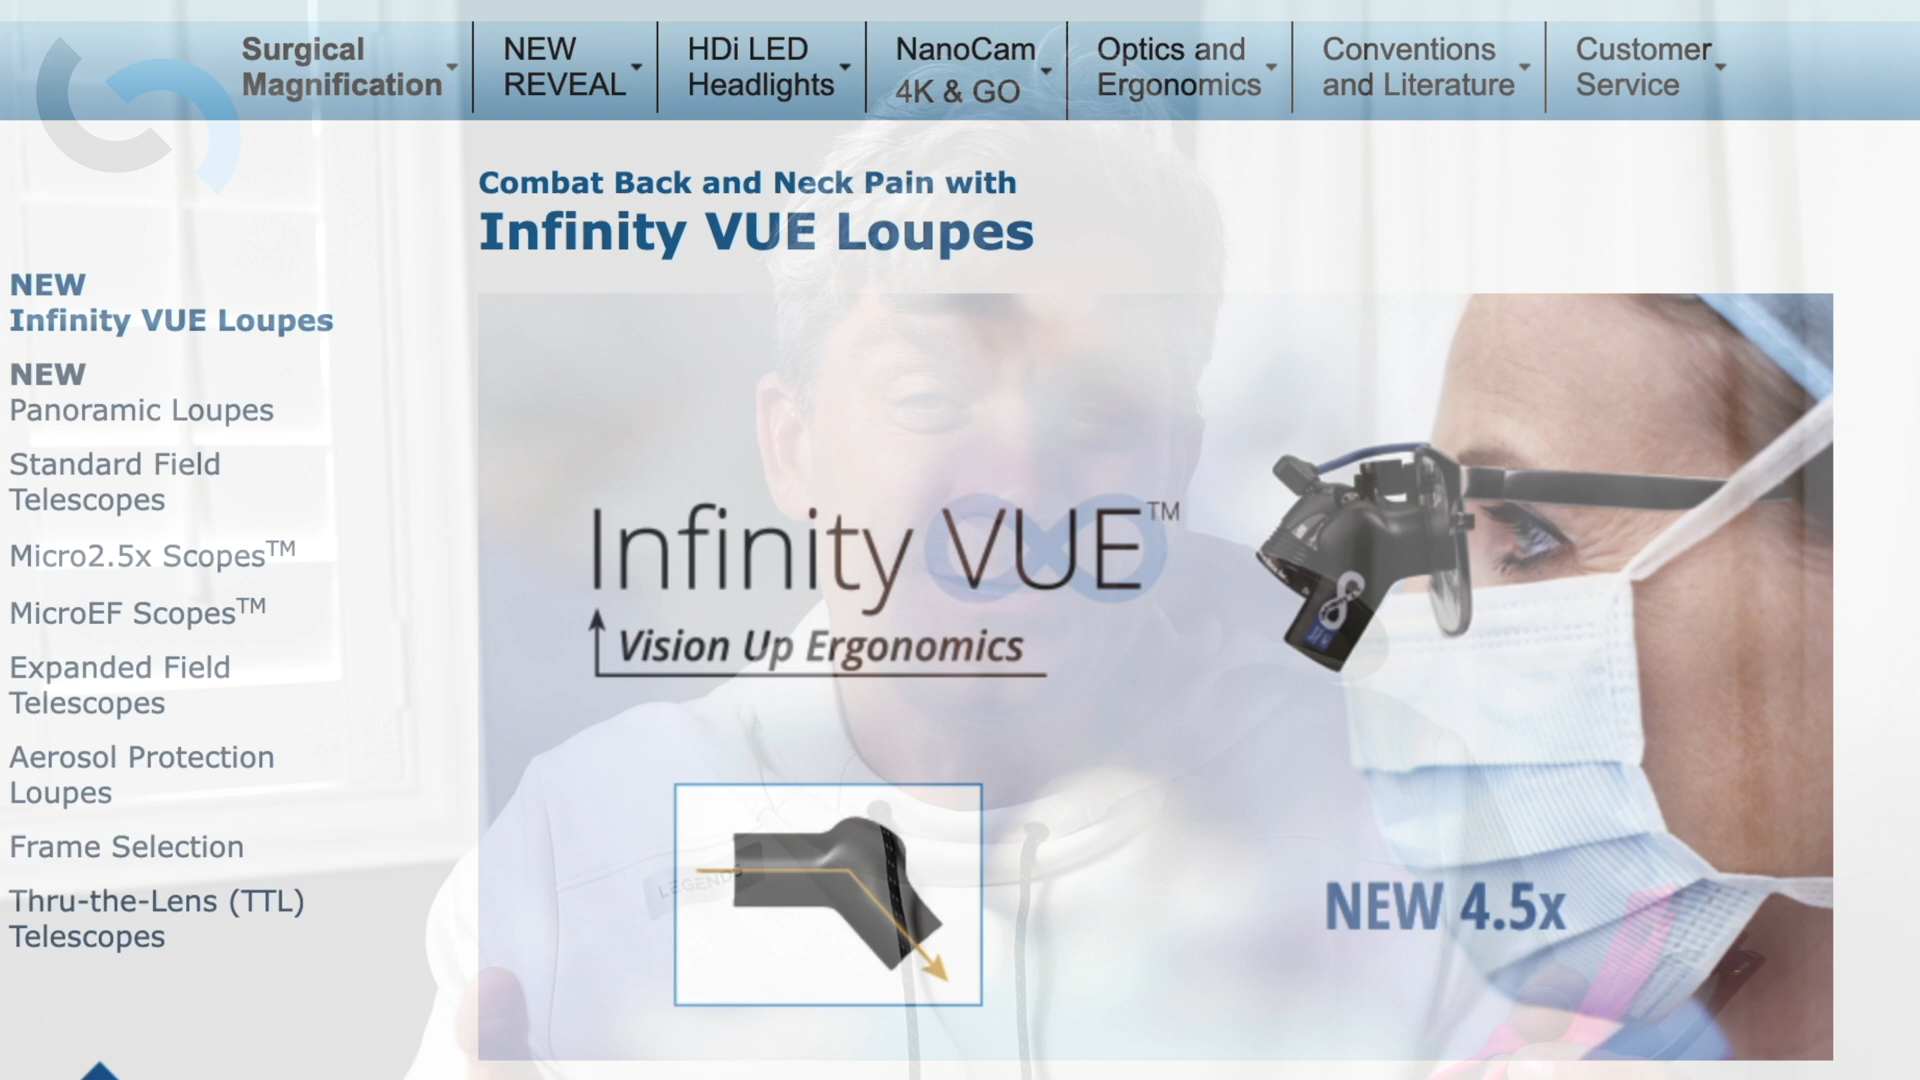 Surgical
Magnification
NEW
REVEAL
HDi LED
Headlights
NanoCam
4K & GO
Optics and
Ergonomics
Conventions
and Literature
Customer
Service
Combat Back and Neck Pain with
Infinity VUE Loupes
NEW
Infinity VUE Loupes
NEW
Panoramic Loupes
Standard Field
Telescopes
Micro2.5x Scopes™
MicroEF Scopes™
Expanded Field
Telescopes
Aerosol Protection
Loupes
Frame Selection
Thru-the-Lens (TTL)
Telescopes
Infinity VUE™
Vision Up Ergonomics
LEGENDS
NEW 4.5x